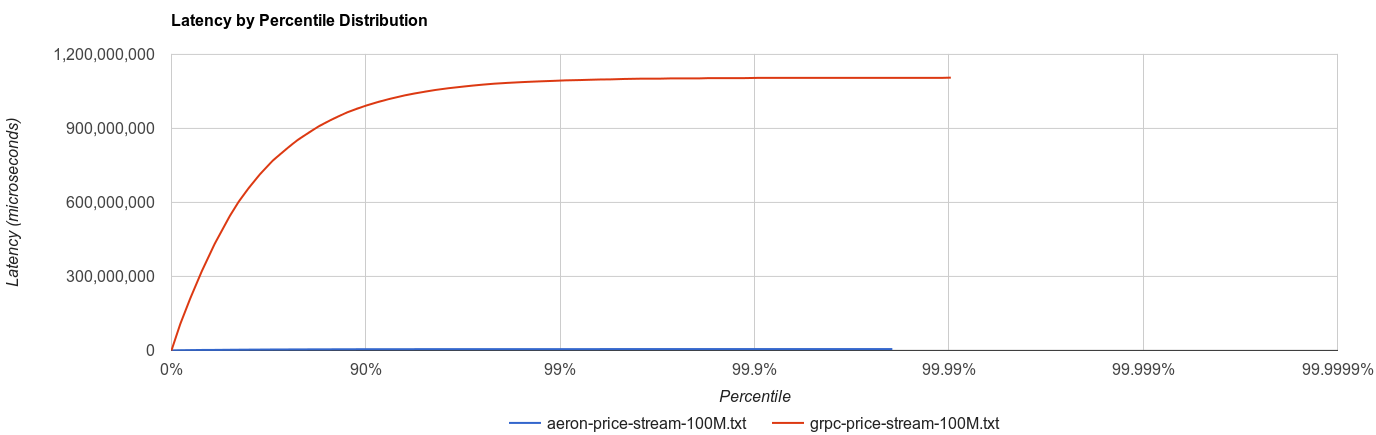 Latency by Percentile Distribution
1,200,000,000
900,000,000
600,000,000
300,000,000
0
Latency (microseconds)
0% 90% 99% 99.9% 99.99% 99.999% 99.9999%
Percentile
aeron-price-stream-100M.txt grpc-price-stream-100M.txt